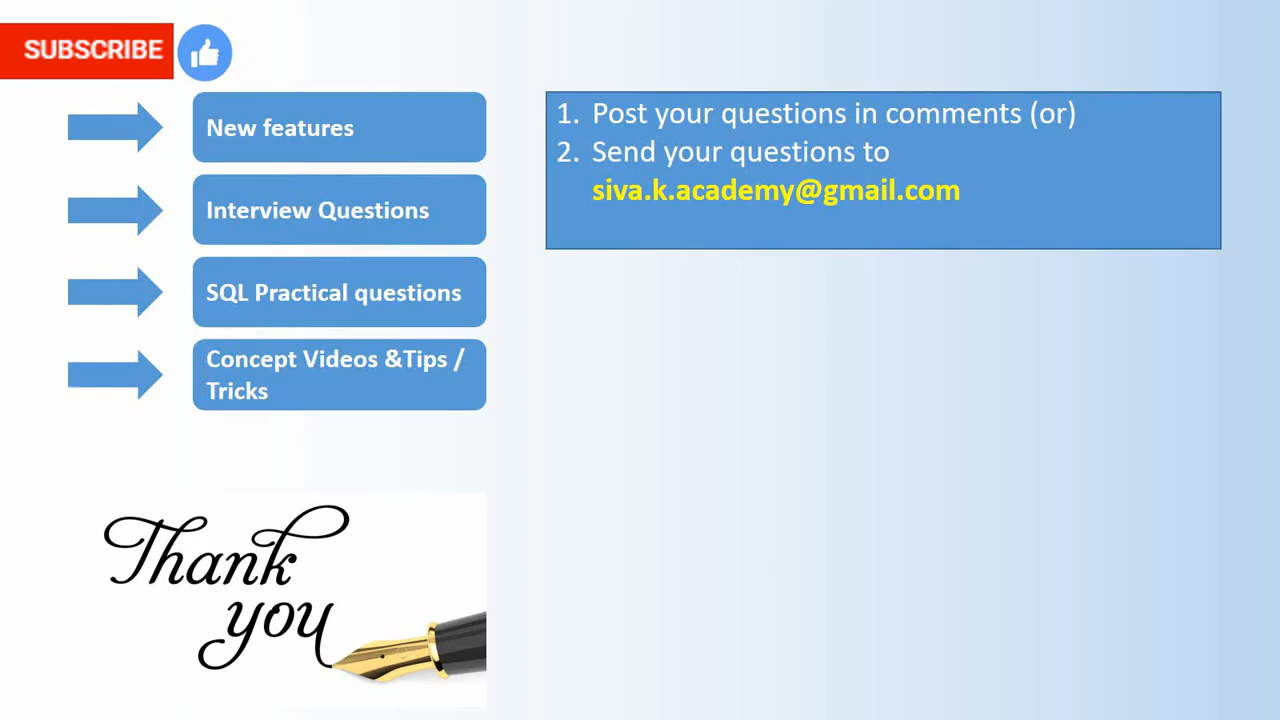 SUBSCRIBE
New features
Interview Questions
SQL Practical questions
Concept Videos &Tips /
Tricks
1. Post your questions in comments (or)
2. Send your questions to
siva.k.academy@gmail.com
Thank
you